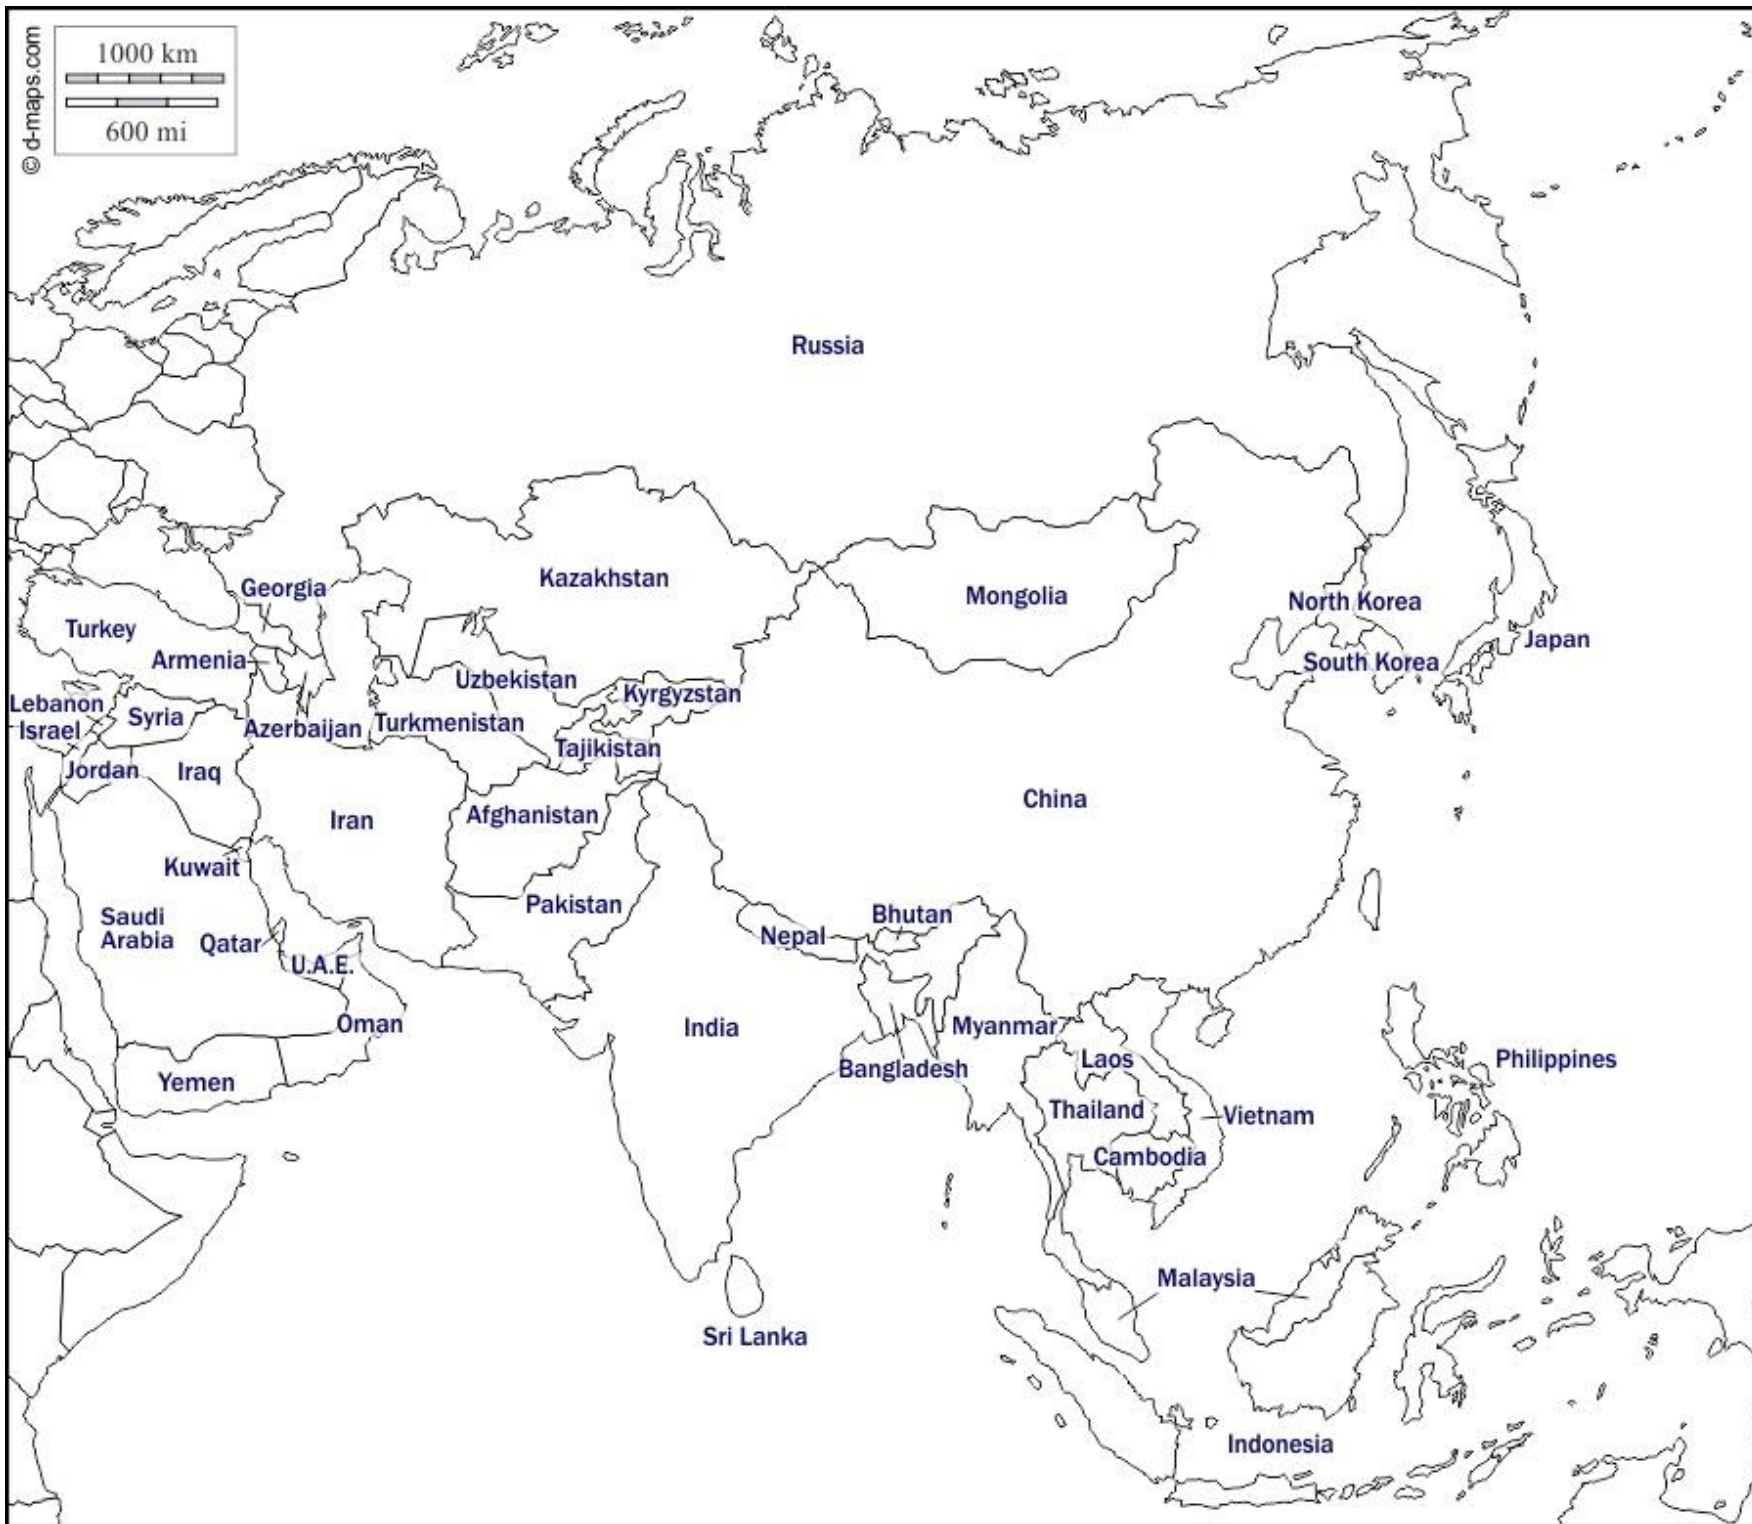 © d-maps.com
1000 km
600 mi
Russia
Kazakhstan
Mongolia
Georgia
Turkey
Armenia
North Korea
Japan
South Korea
Uzbekistan
Kyrgyzstan
Lebanon
Israel
Syria
Azerbaijan
Turkmenistan
Tajikistan
Jordan
Iraq
Iran
Afghanistan
China
Kuwait
Pakistan
Saudi
Arabia
Qatar
U.A.E.
Nepal
Bhutan
Oman
India
Myanmar
Yemen
Bangladesh
Laos
Philippines
Thailand
Vietnam
Cambodia
Malaysia
Sri Lanka
Indonesia